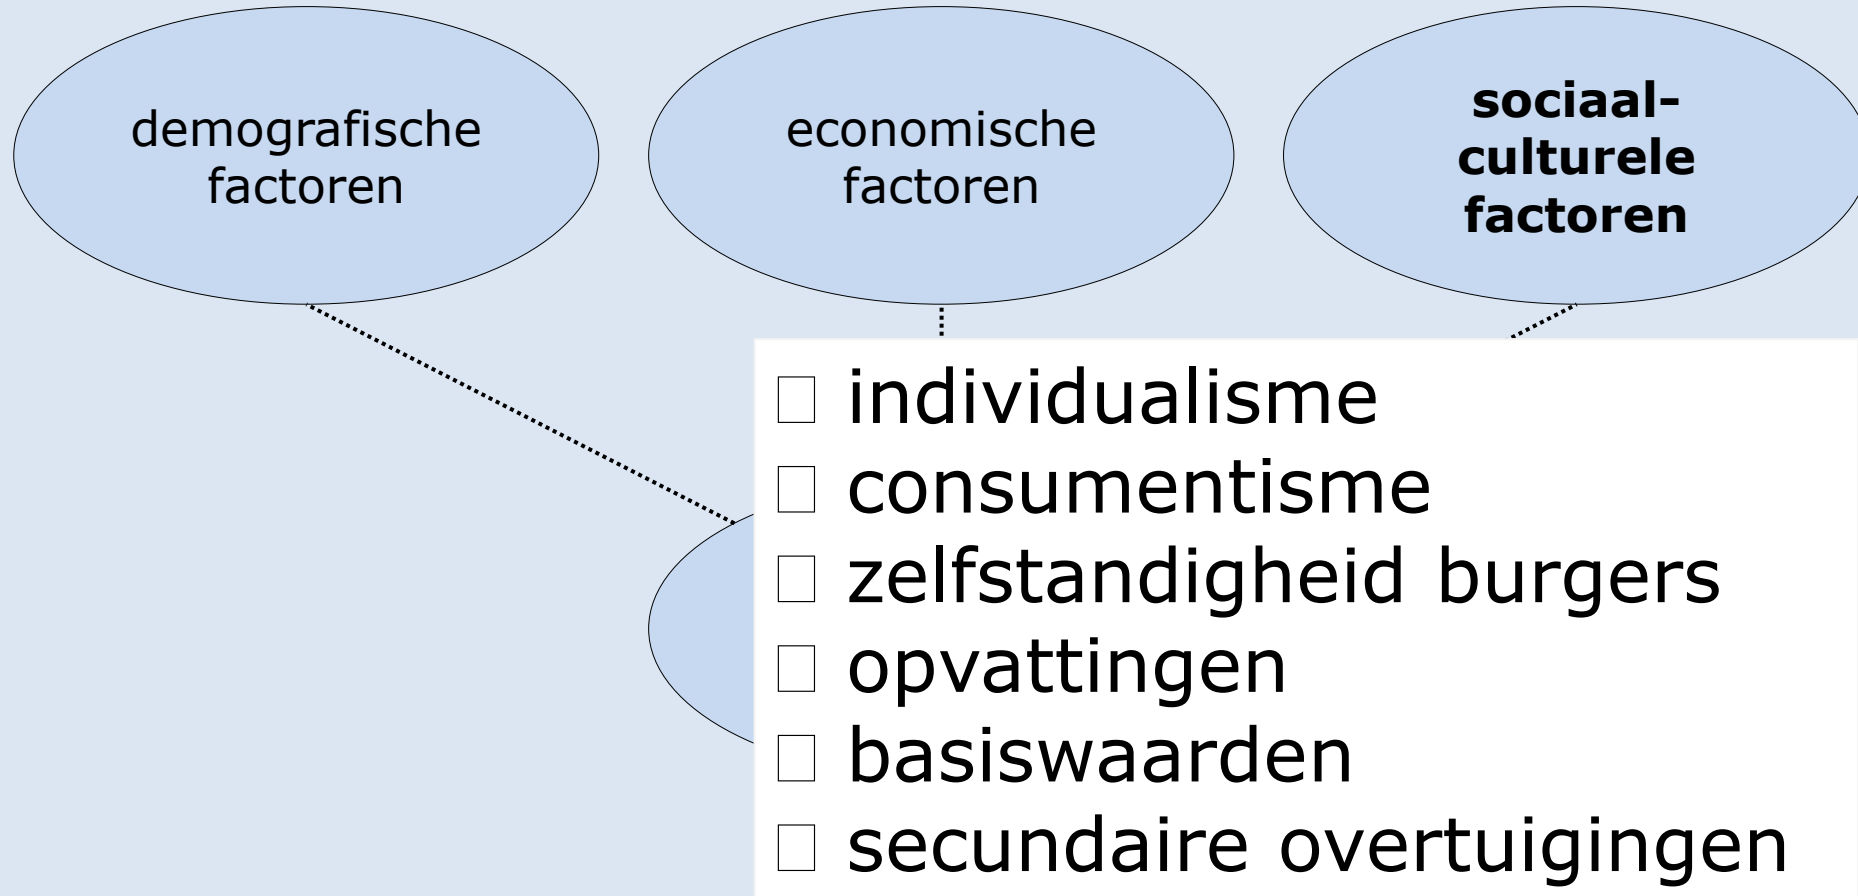 demografische
factoren
economische
factoren
sociaal-
culturele
factoren
individualisme
consumentisme
zelfstandigheid burgers
opvattingen
basiswaarden
secundaire overtuigingen